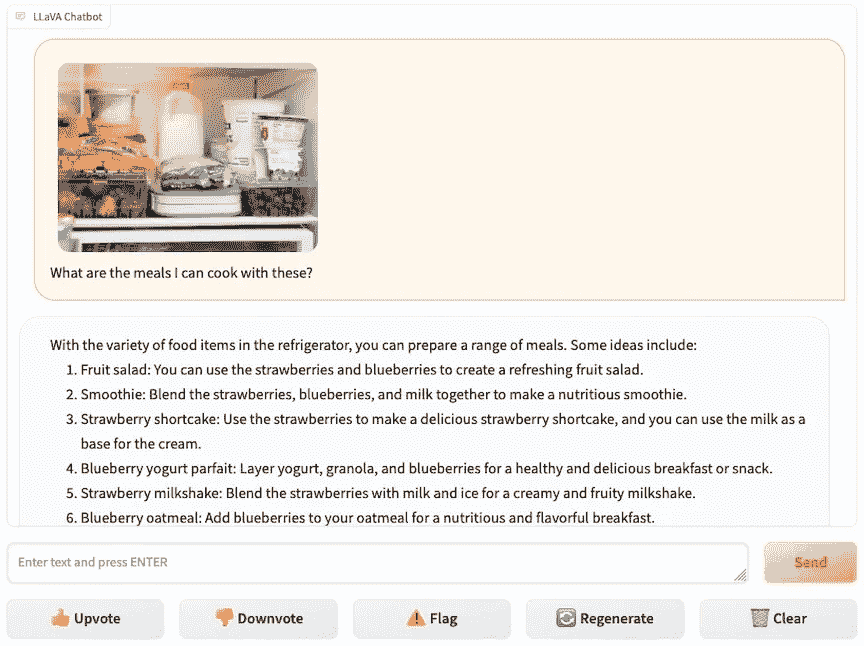 LLaVA Chatbot
What are the meals I can cook with these?
With the variety of food items in the refrigerator, you can prepare a range of meals. Some ideas include:
1. Fruit salad: You can use the strawberries and blueberries to create a refreshing fruit salad.
2. Smoothie: Blend the strawberries, blueberries, and milk together to make a nutritious smoothie.
3. Strawberry shortcake: Use the strawberries to make a delicious strawberry shortcake, and you can use the milk as a
base for the cream.
4. Blueberry yogurt parfait: Layer yogurt, granola, and blueberries for a healthy and delicious breakfast or snack.
5. Strawberry milkshake: Blend the strawberries with milk and ice for a creamy and fruity milkshake.
6. Blueberry oatmeal: Add blueberries to your oatmeal for a nutritious and flavorful breakfast.
Enter text and press ENTER
Send
Upvote
Downvote
Flag
Regenerate
Clear